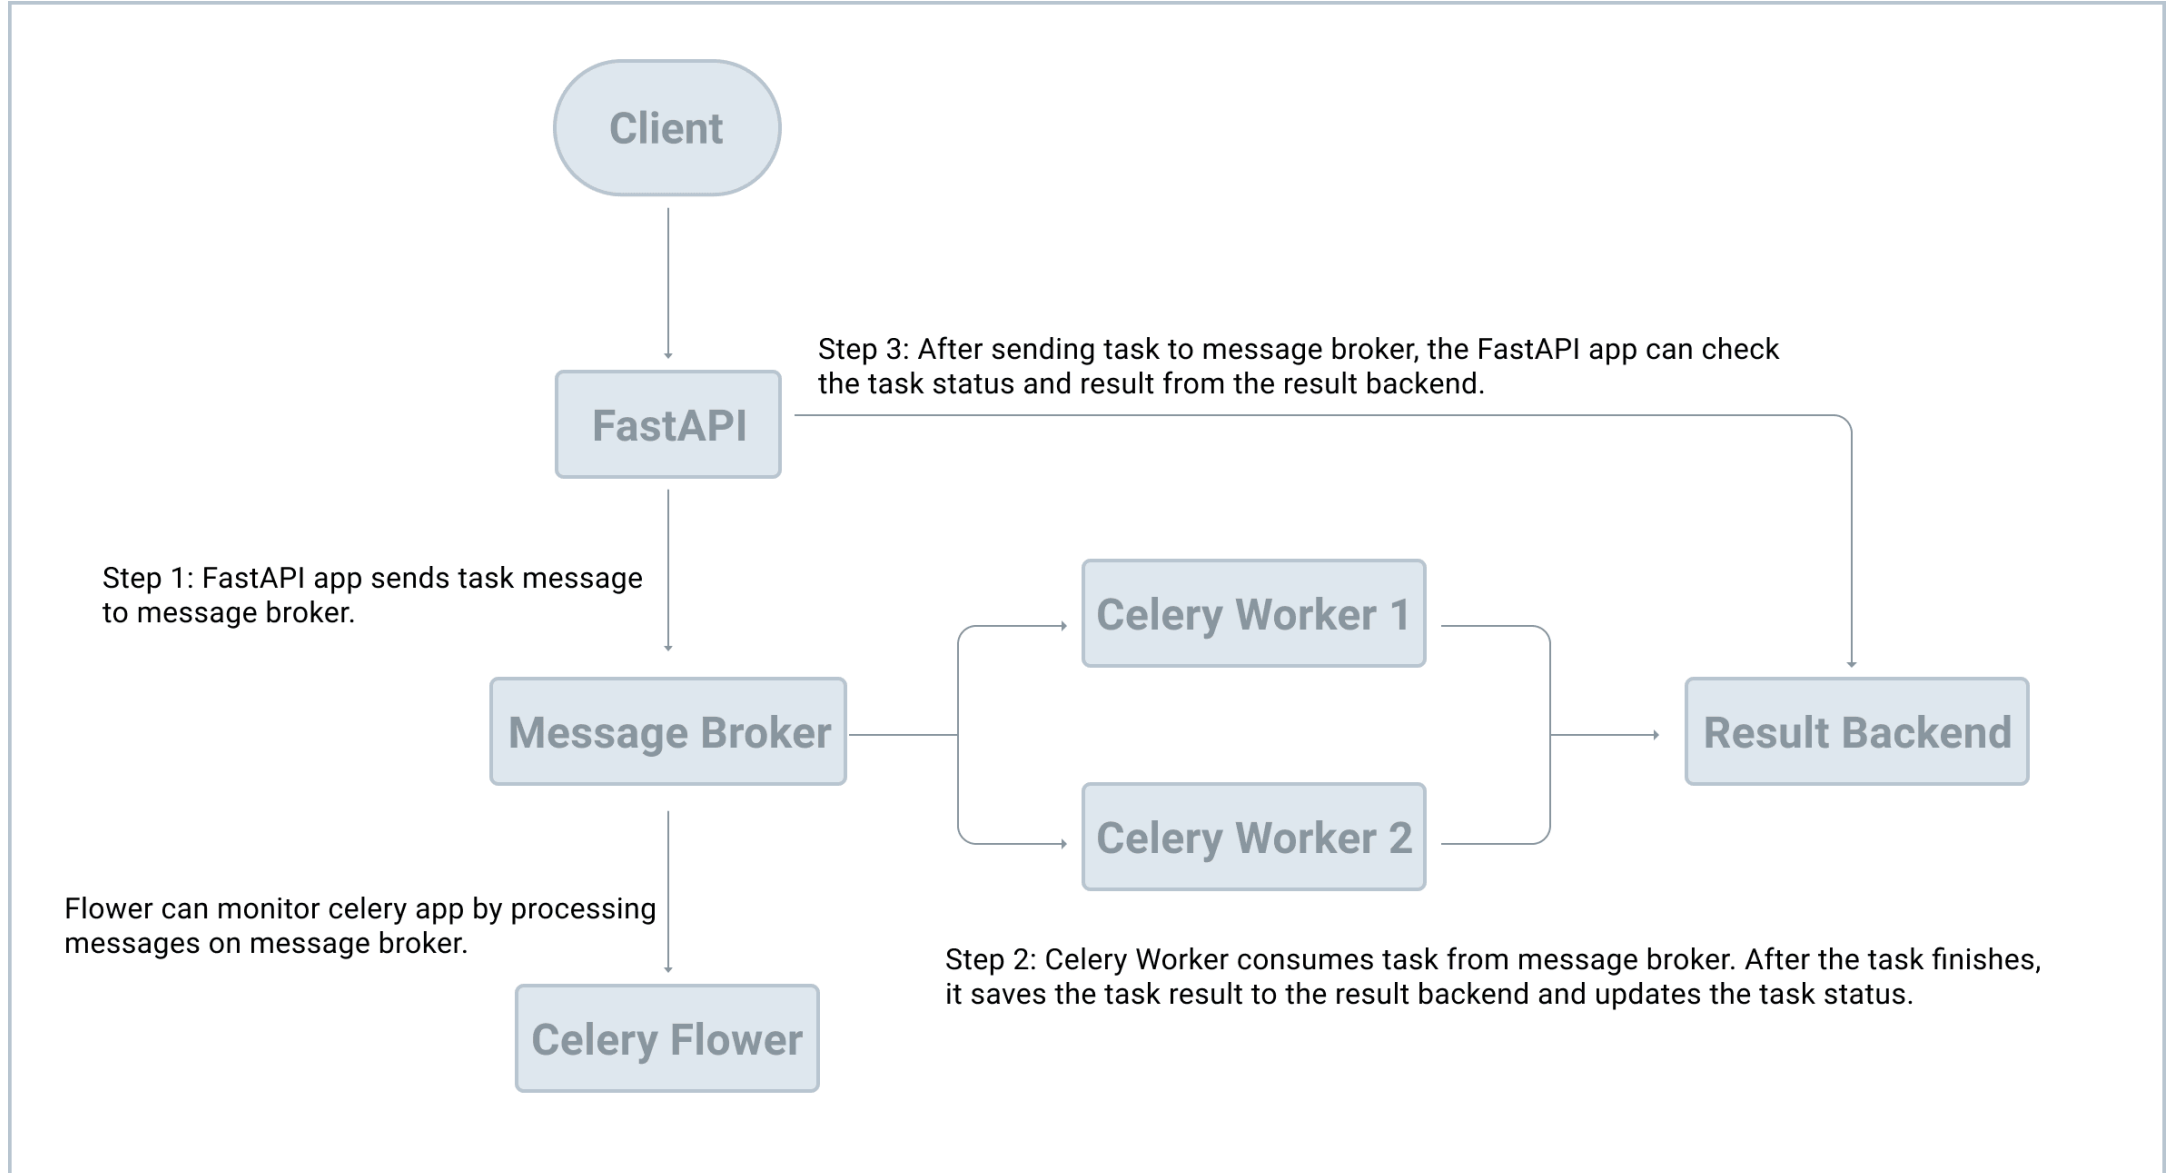 Client
Step 3: After sending task to message broker, the FastAPI app can check
the task status and result from the result backend.
FastAPI
Step 1: FastAPI app sends task message
to message broker.
Celery Worker 1
Message Broker
Result Backend
Celery Worker 2
Flower can monitor celery app by processing
messages on message broker.
Step 2: Celery Worker consumes task from message broker. After the task finishes,
it saves the task result to the result backend and updates the task status.
Celery Flower